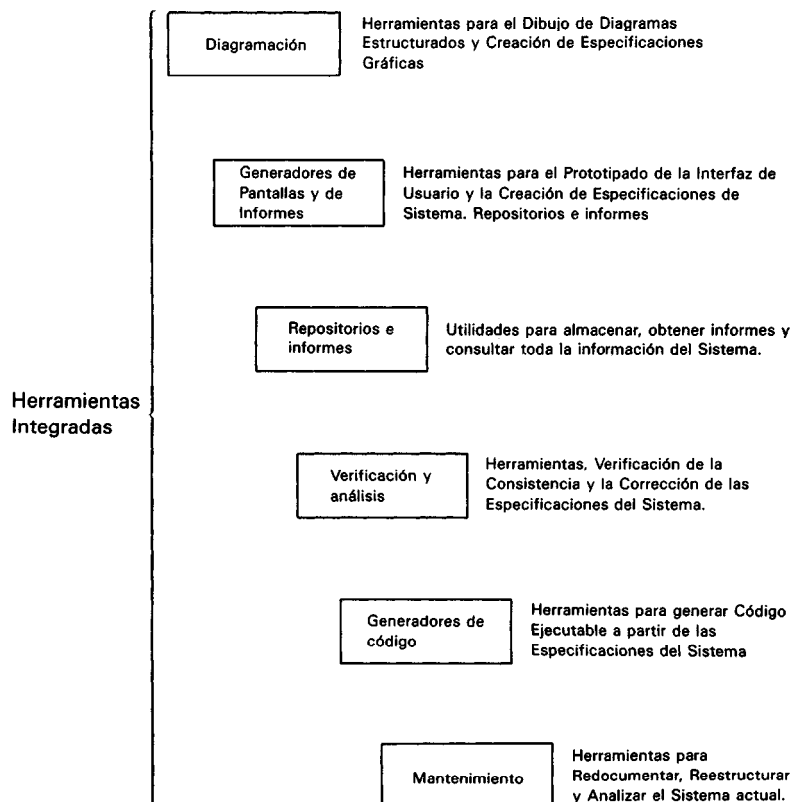 Diagramación
Herramientas para el Dibujo de Diagramas
Estructurados y Creación de Especificaciones
Gráficas
Generadores de
Pantallas y de
Informes
Herramientas para el Prototipado de la Interfaz de
Usuario y la Creación de Especificaciones de
Sistema. Repositorios e informes
Repositorios e
informes
Utilidades para almacenar, obtener informes y
consultar toda la información del Sistema.
Herramientas
Integradas
Verificación y
análisis
Herramientas, Verificación de la
Consistencia y la Corrección de las
Especificaciones del Sistema.
Generadores de
código
Herramientas para generar Código
Ejecutable a partir de las
Especificaciones del Sistema
Mantenimiento
Herramientas para
Redocumentar, Reestructurar
y Analizar el Sistema actual.